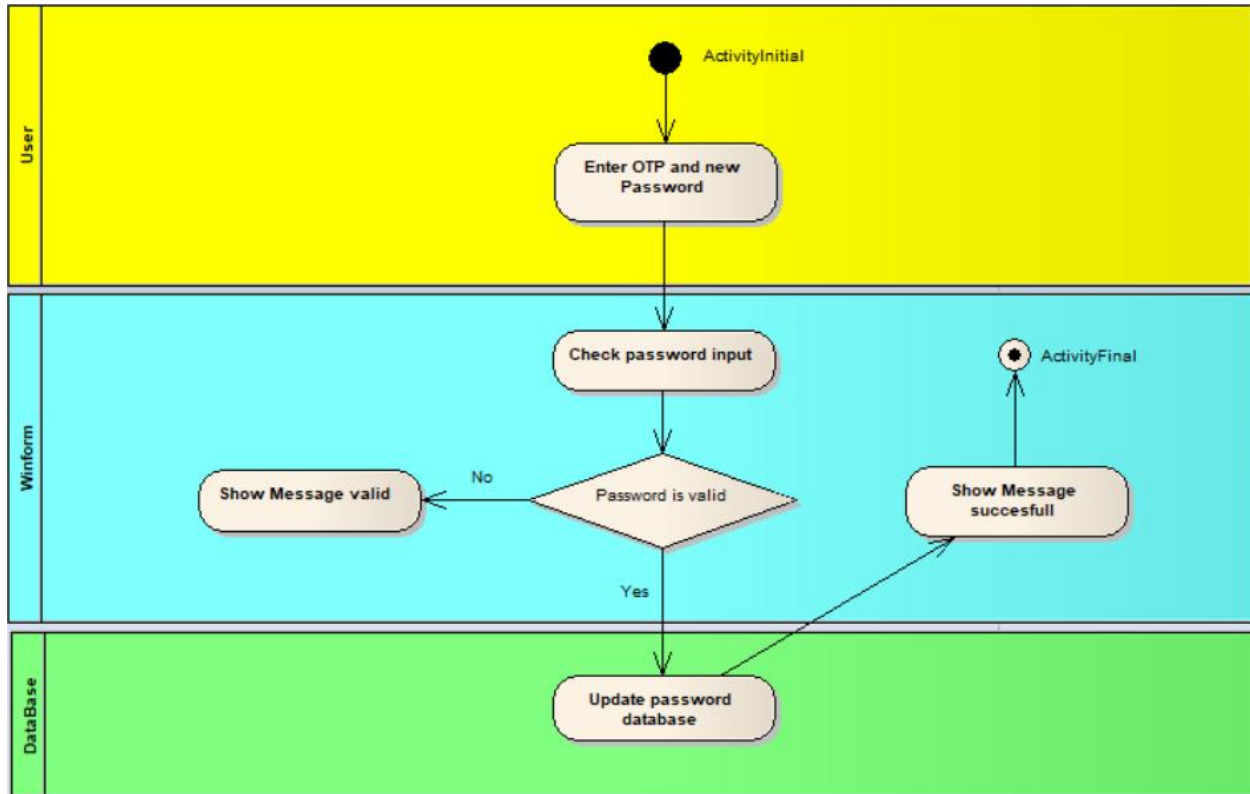 User
ActivityInitial
Enter OTP and new
Password
Winform
Check password input
ActivityFinal
Show Message valid
No
Password is valid
Show Message
succesfull
Yes
DataBase
Update password
database